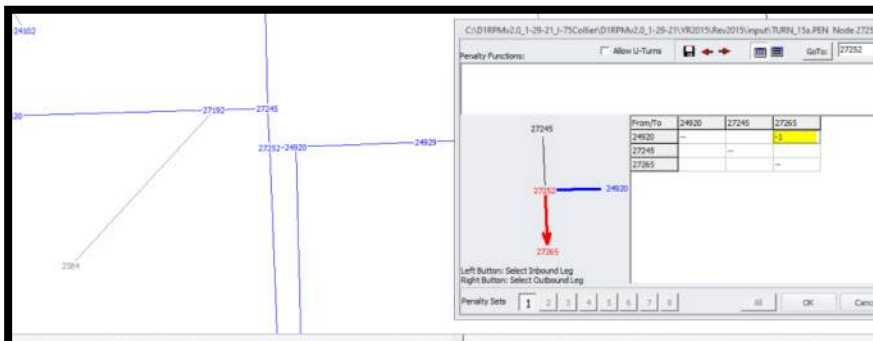 24102
20
27192
27245
27252
24920
24929
2384
C:\D1RPMv2.0_1-29-21_I-75Collier\D1RPMv2.0_1-29-21\YR2015\Rev2015\input\TURN_15a.PEN Node 2725
Penalty Functions:
Allow U-Turns
GoTo:
27252
27245
27252
24920
27265
From/To 24920 27245 27265
24920 -- -1
27245 --
27265 --
Left Button: Select Inbound Leg
Right Button: Select Outbound Leg
Penalty Sets 1 2 3 4 5 6 7 8
All
OK
Canc